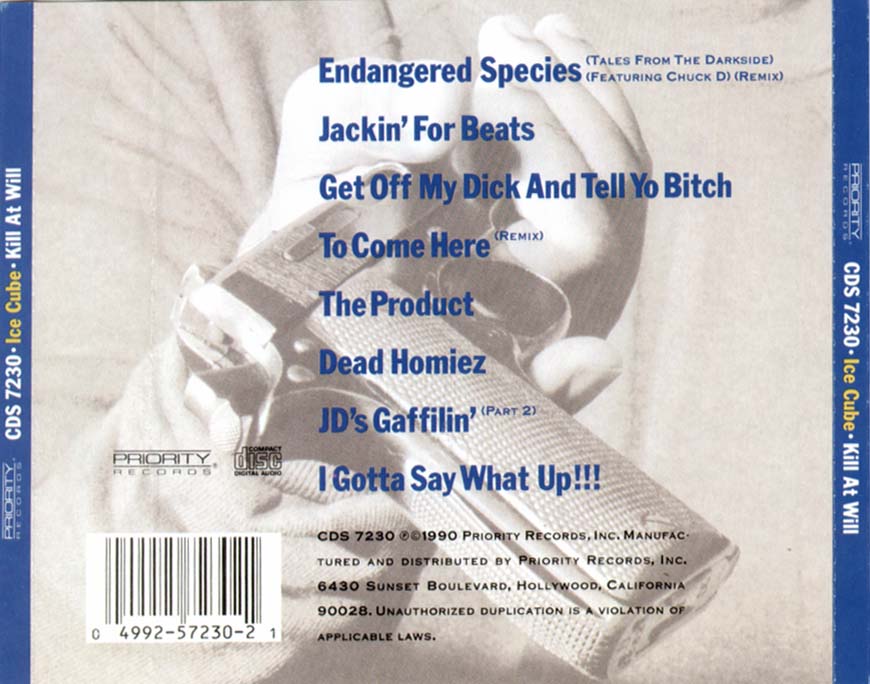 Endangered Species (Tales From The Darkside)
(Featuring Chuck D) (Remix)
Jackin' For Beats
Get Off My Dick And Tell Yo Bitch
To Come Here (Remix)
The Product
Dead Homiez
JD's Gaffilin' (Part 2)
I Gotta Say What Up!!!
PRIORITY®
RECORDS
COMPACT
disc
DIGITAL AUDIO
CDS 7230 ℗©1990 Priority Records, Inc. Manufac-
tured and distributed by Priority Records, Inc.
6430 Sunset Boulevard, Hollywood, California
90028. Unauthorized duplication is a violation of
applicable laws.
0 4992-57230-2 1
PRIORITY
RECORDS
CDS 7230 • Ice Cube • Kill At Will
PRIORITY
RECORDS
CDS 7230 • Ice Cube • Kill At Will